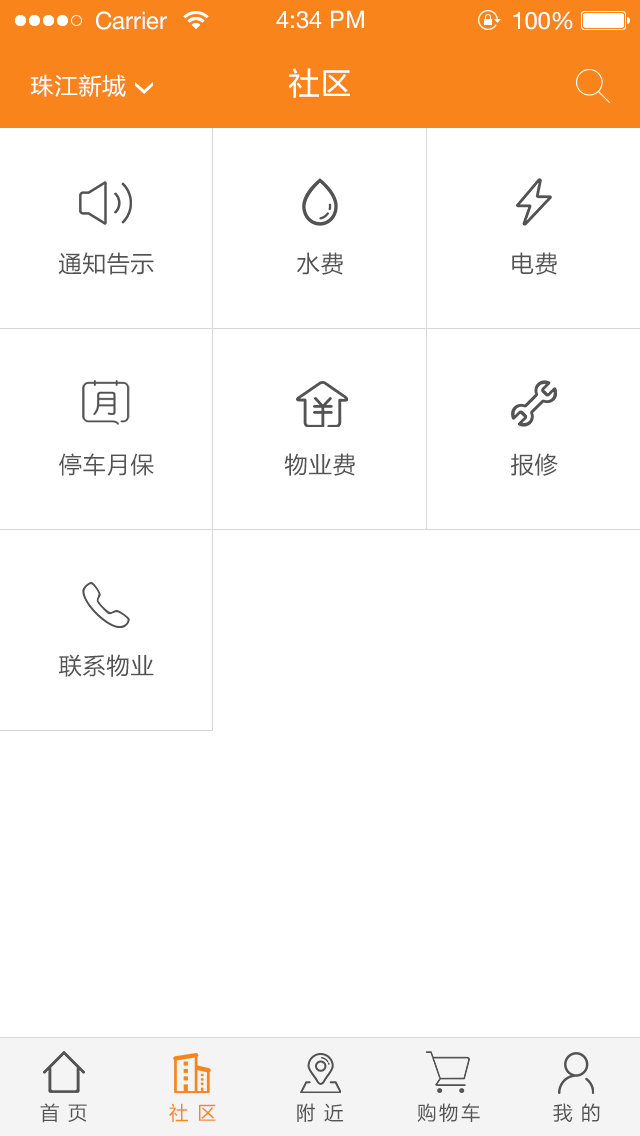 Carrier 4:34 PM 100%
珠江新城 社区
通知告示 水费 电费
月
停车月保 物业费 报修
联系物业
首页 社区 附近 购物车 我的